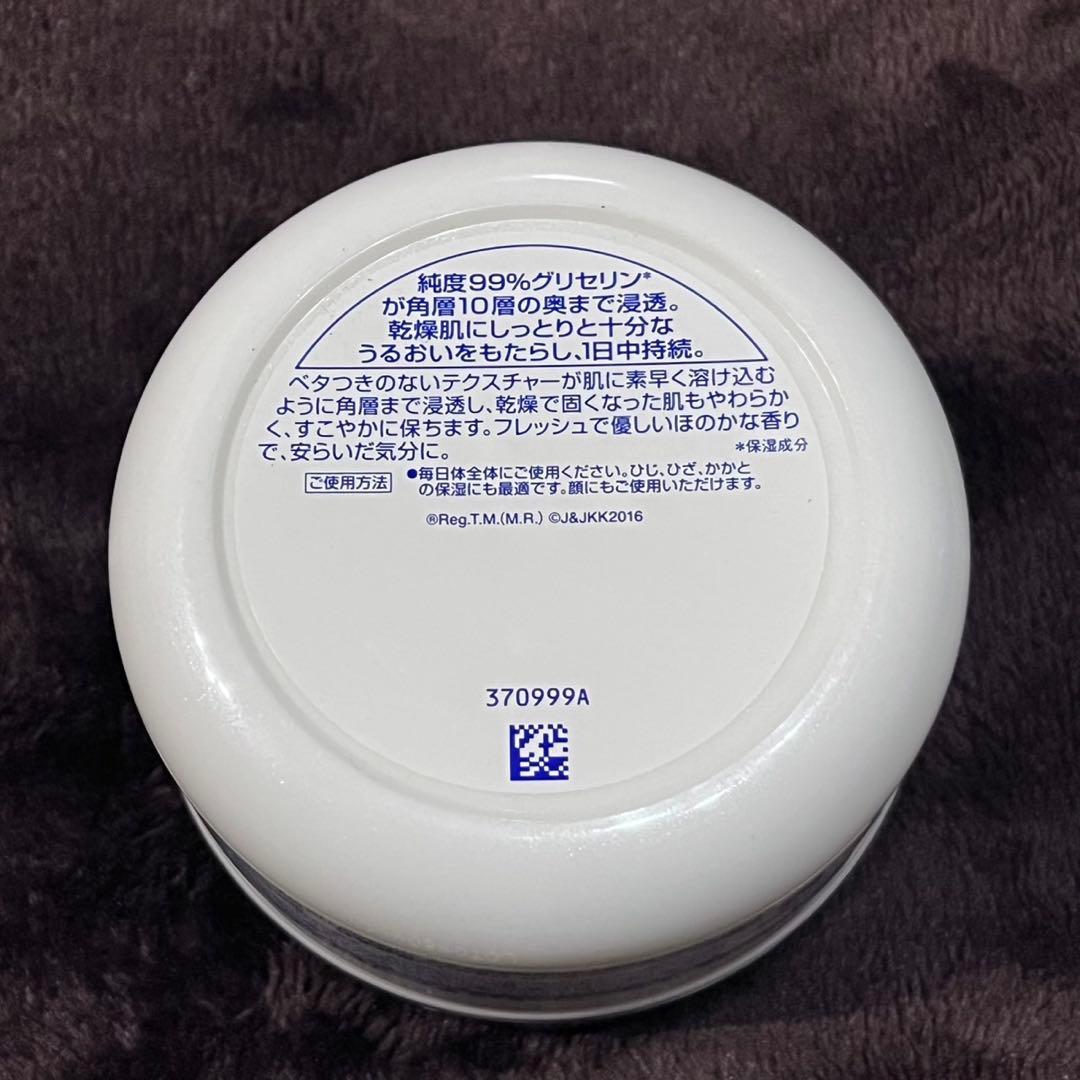 純度99%グリセリン*
が角層10層の奥まで浸透。
乾燥肌にしっとりと十分な
うるおいをもたらし、1日中持続。
ベタつきのないテクスチャーが肌に素早く溶け込む
ように角層まで浸透し、乾燥で固くなった肌もやわらか
く、すこやかに保ちます。フレッシュで優しいほのかな香り
で、安らいだ気分に。 *保湿成分
ご使用方法 ●毎日体全体にご使用ください。ひじ、ひざ、かかと
の保湿にも最適です。顔にもご使用いただけます。
®Reg.T.M.(M.R.) ©J&JKK2016
370999A